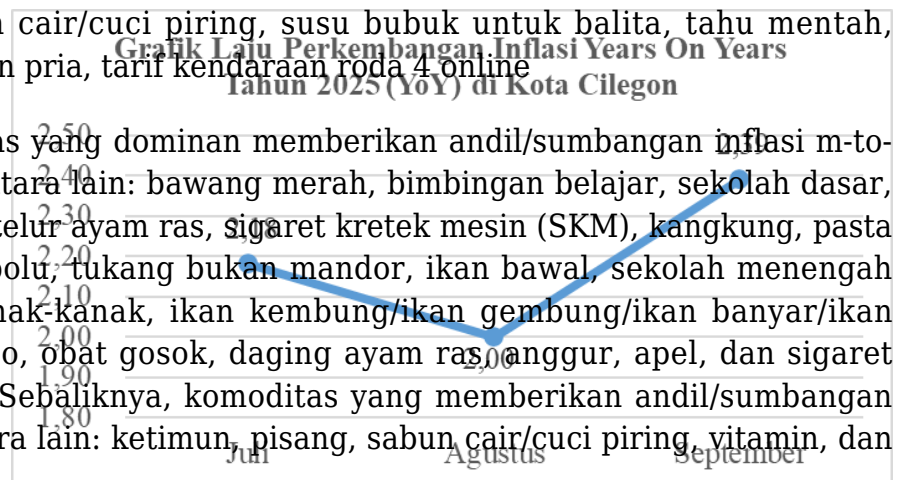 n cair/cuci piring, susu bubuk untuk balita, tahu mentah,
Grafik Laju Perkembangan Inflasi Years On Years
n pria, tarif kendaraan roda 4 online
Tahun 2025 (YoY) di Kota Cilegon
2,50
as yang dominan memberikan andil/sumbangan inflasi m-to-
2,39
2,40
tara lain: bawang merah, bimbingan belajar, sekolah dasar,
2,30
telur ayam ras, sigaret kretek mesin (SKM), kangkung, pasta
2,18
2,20
bolu, tukang bukan mandor, ikan bawal, sekolah menengah
2,10
nak-kanak, ikan kembung/ikan gembung/ikan banyar/ikan
2,00
o, obat gosok, daging ayam ras, anggur, apel, dan sigaret
2,00
1,90
Sebaliknya, komoditas yang memberikan andil/sumbangan
1,80
ra lain: ketimun, pisang, sabun cair/cuci piring, vitamin, dan
Juli Agustus September